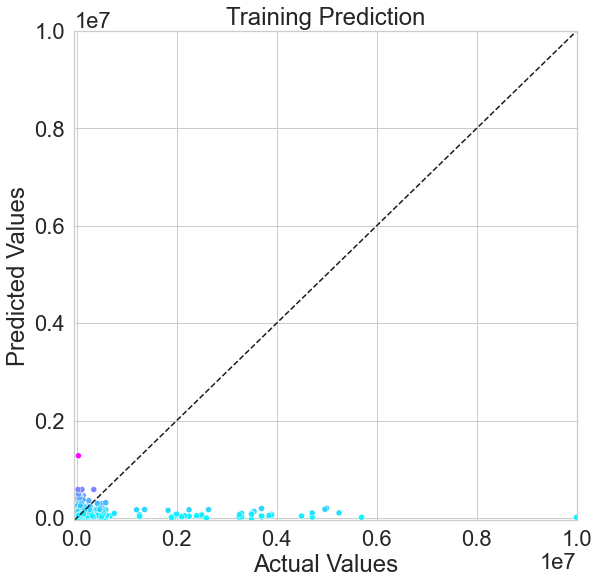 Training Prediction
1e7
1.0
0.8
0.6
0.4
0.2
0.0
Predicted Values
0.0 0.2 0.4 0.6 0.8 1.0
Actual Values
1e7